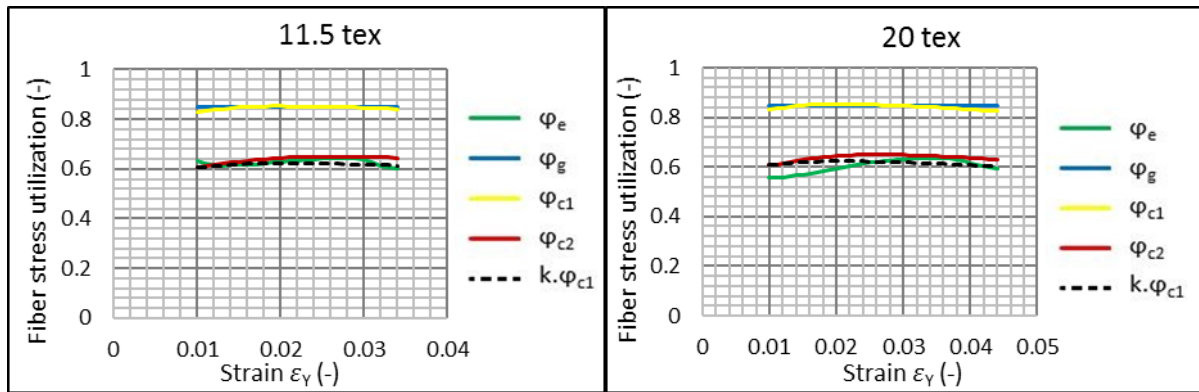 11.5 tex
Fiber stress utilization (-)
1
0.8
0.6
0.4
0.2
0
0
0.01
0.02
0.03
0.04
Strain εY (-)
φe
φg
φc1
φc2
k.φc1
20 tex
Fiber stress utilization (-)
1
0.8
0.6
0.4
0.2
0
0
0.01
0.02
0.03
0.04
0.05
Strain εY (-)
φe
φg
φc1
φc2
k.φc1